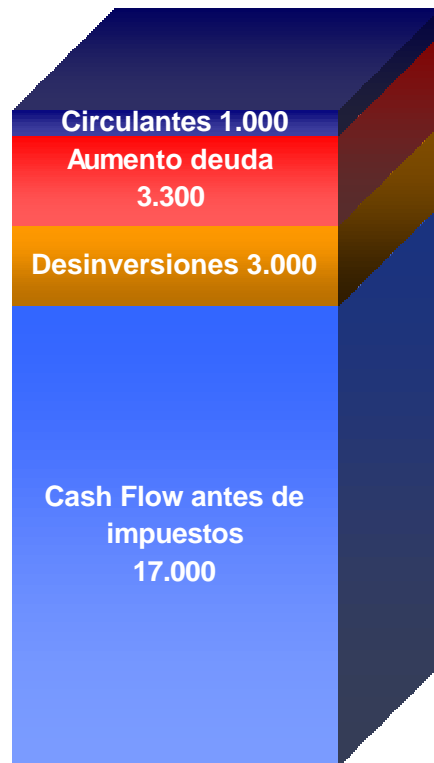 Circulantes 1.000
Aumento deuda
3.300
Desinversiones 3.000
Cash Flow antes de
impuestos
17.000